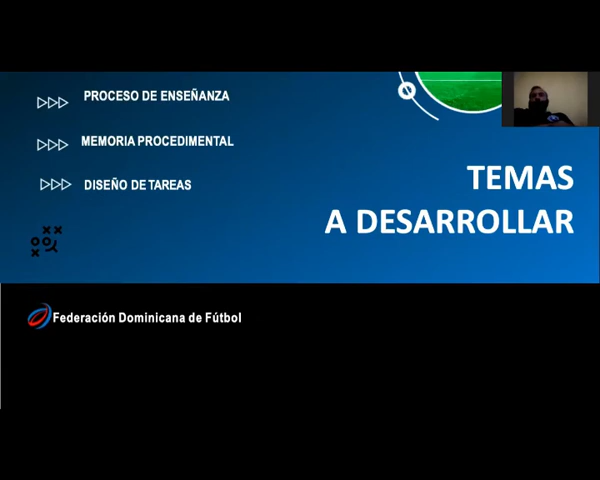 PROCESO DE ENSEÑANZA
MEMORIA PROCEDIMENTAL
DISEÑO DE TAREAS
TEMAS
A DESARROLLAR
Federación Dominicana de Fútbol